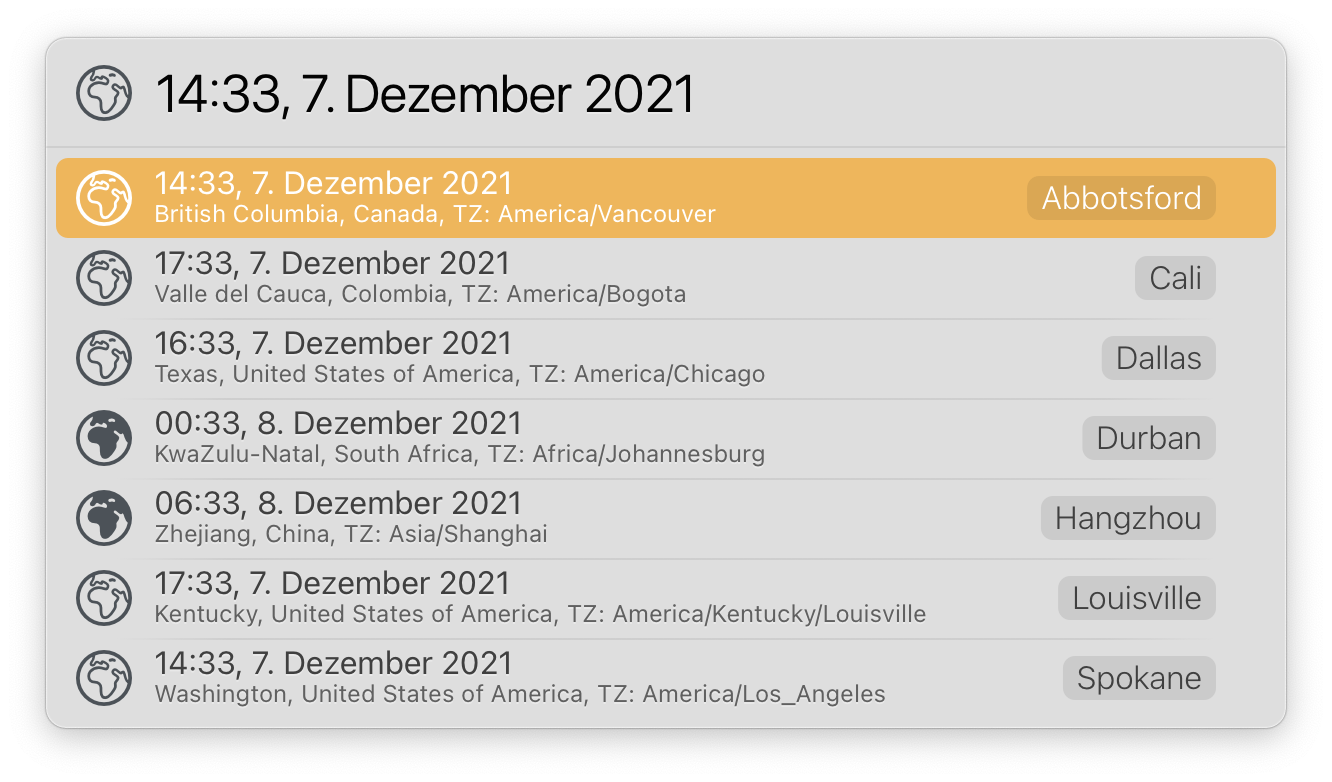 14:33, 7. Dezember 2021
14:33, 7. Dezember 2021
British Columbia, Canada, TZ: America/Vancouver
Abbotsford
17:33, 7. Dezember 2021
Valle del Cauca, Colombia, TZ: America/Bogota
Cali
16:33, 7. Dezember 2021
Texas, United States of America, TZ: America/Chicago
Dallas
00:33, 8. Dezember 2021
KwaZulu-Natal, South Africa, TZ: Africa/Johannesburg
Durban
06:33, 8. Dezember 2021
Zhejiang, China, TZ: Asia/Shanghai
Hangzhou
17:33, 7. Dezember 2021
Kentucky, United States of America, TZ: America/Kentucky/Louisville
Louisville
14:33, 7. Dezember 2021
Washington, United States of America, TZ: America/Los_Angeles
Spokane